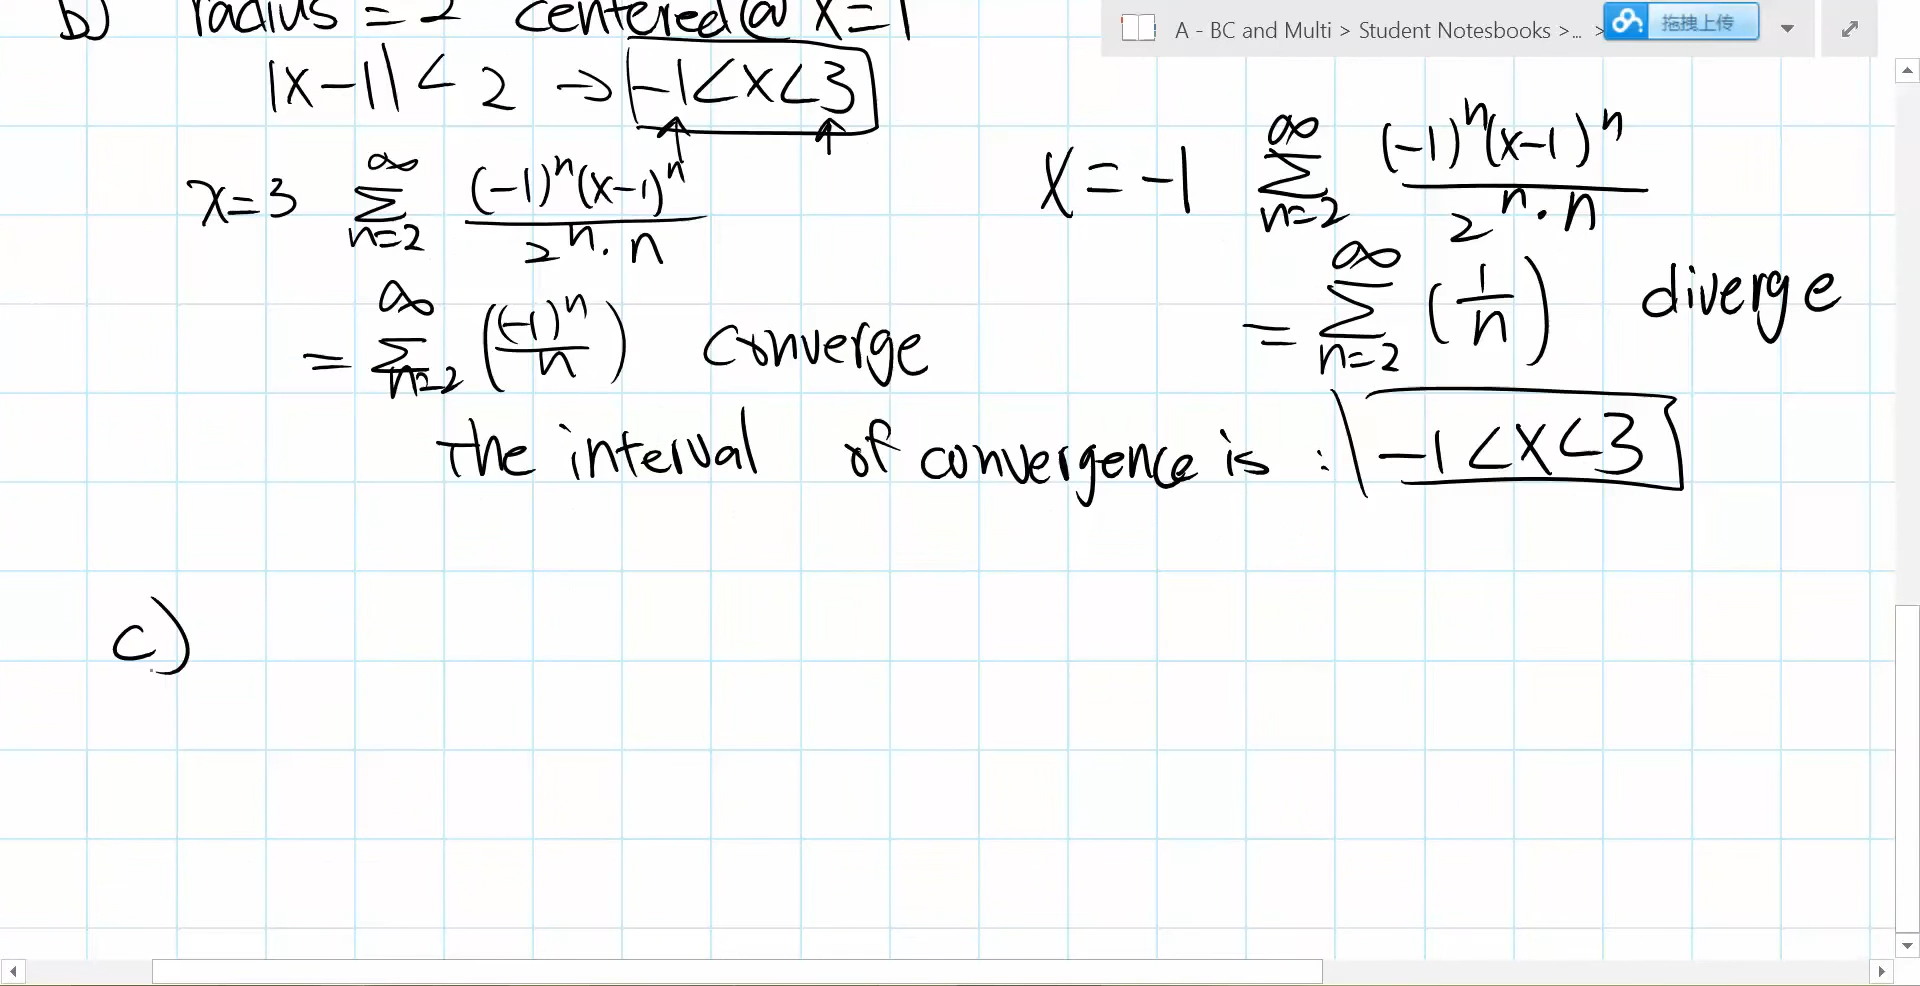 A - BC and Multi > Student Notesbooks >... >
拖拽上传
b) radius = 2 centered @ x=1
|x-1| < 2 → -1<x<3
x=3 ∞ Σ n=2 (-1)^n(x-1)^n / 2^n · n
= ∞ Σ n=2 ((-1)^n / n) converge
x=-1 ∞ Σ n=2 (-1)^n(x-1)^n / 2^n · n
= ∞ Σ n=2 (1/n) diverge
The interval of convergence is : -1<x<3
c)